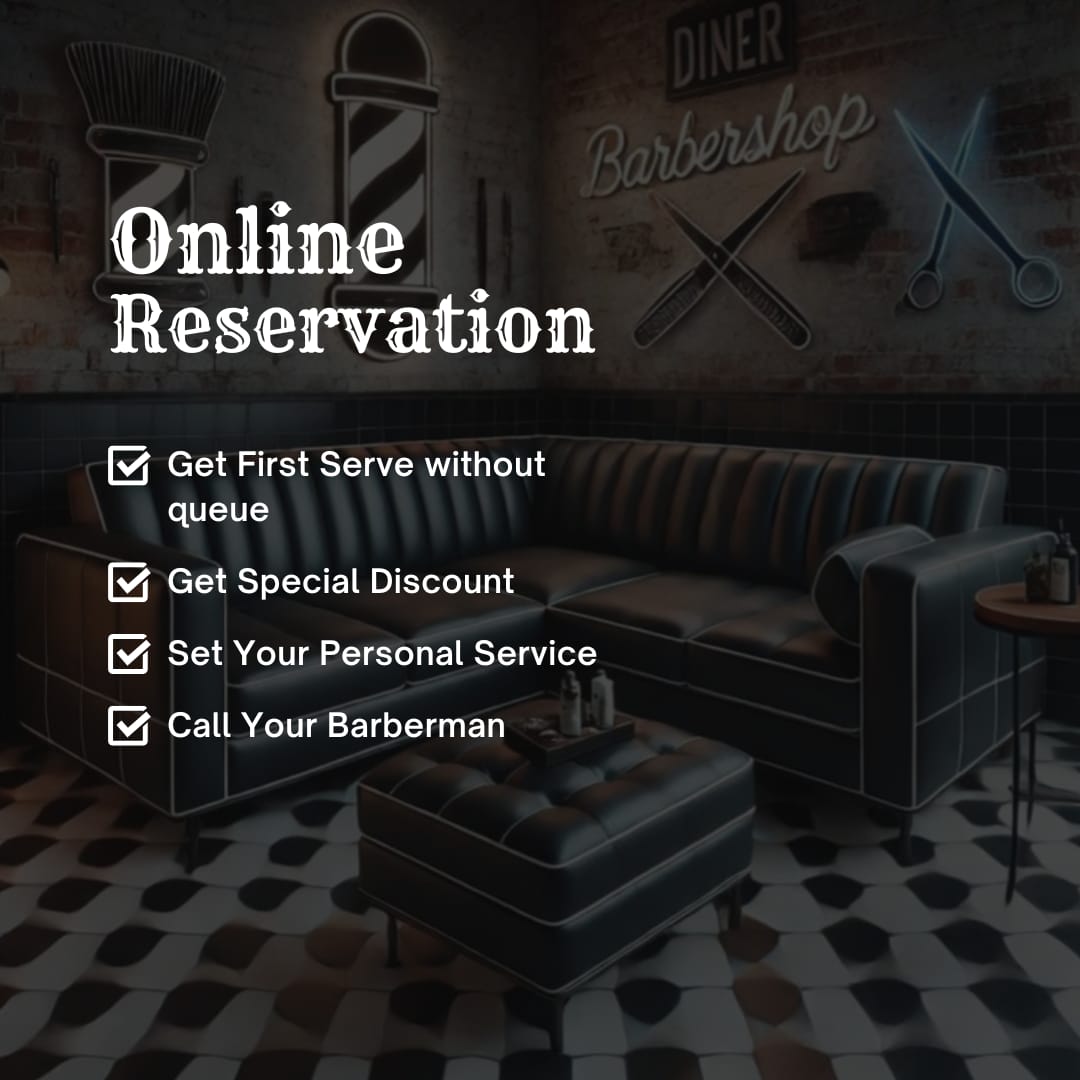 DINER
Barbershop
Online
Reservation
Get First Serve without
queue
Get Special Discount
Set Your Personal Service
Call Your Barberman